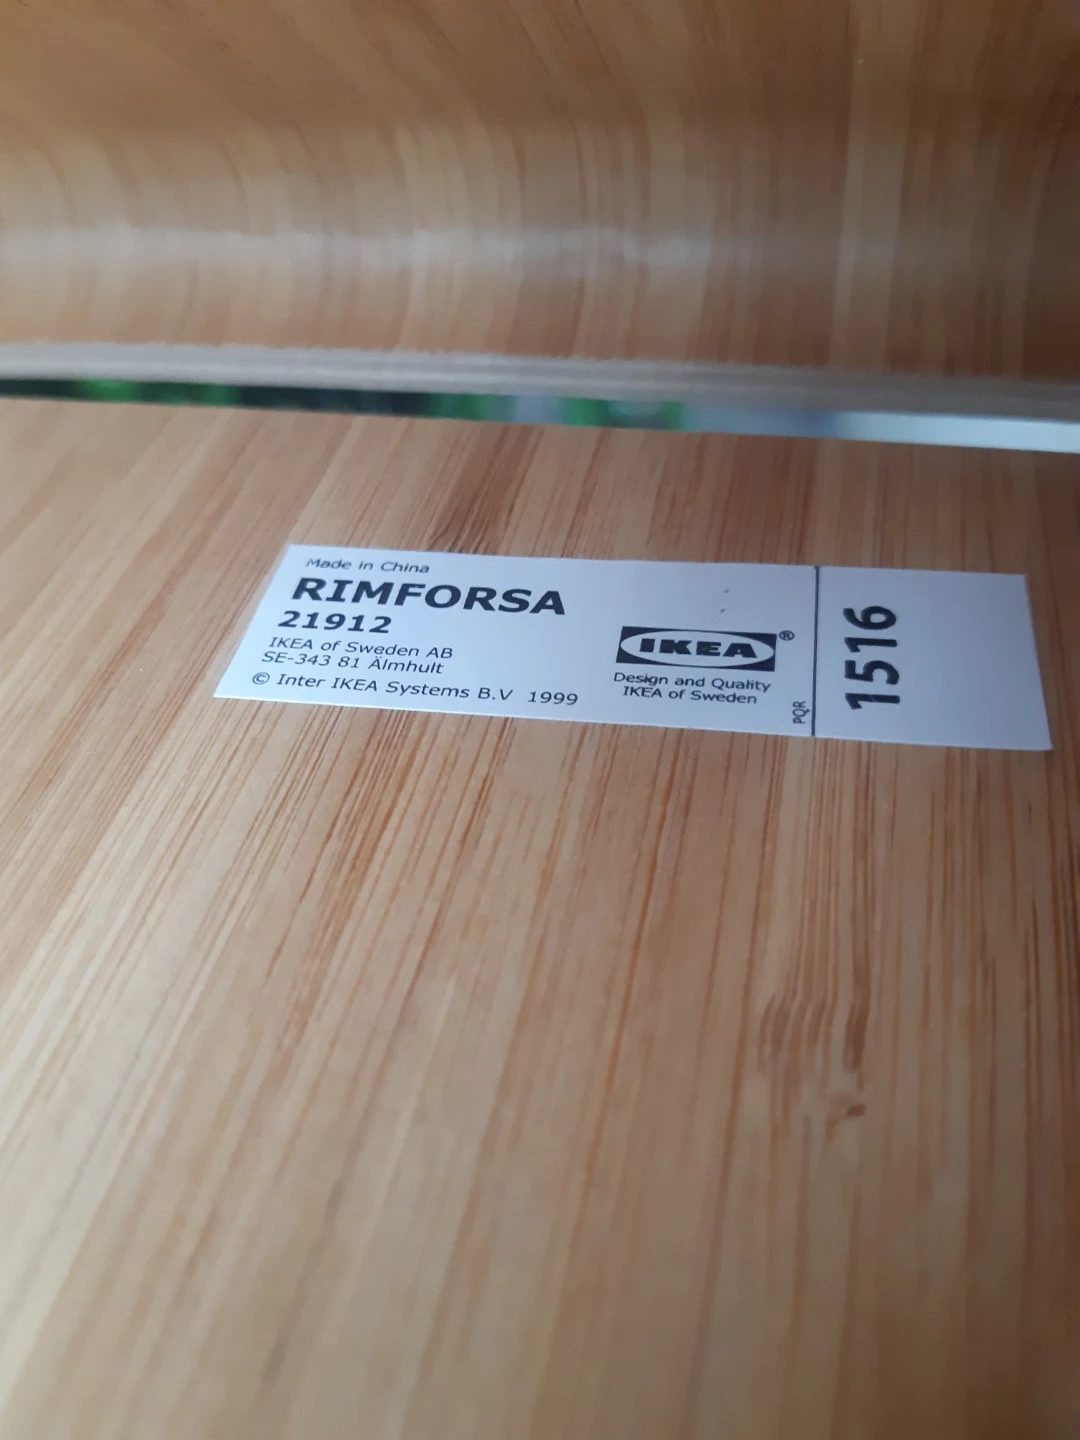 Made in China
RIMFORSA
21912
IKEA of Sweden AB
SE-343 81 Älmhult
© Inter IKEA Systems B.V 1999
IKEA®
Design and Quality
IKEA of Sweden
PQR
1516